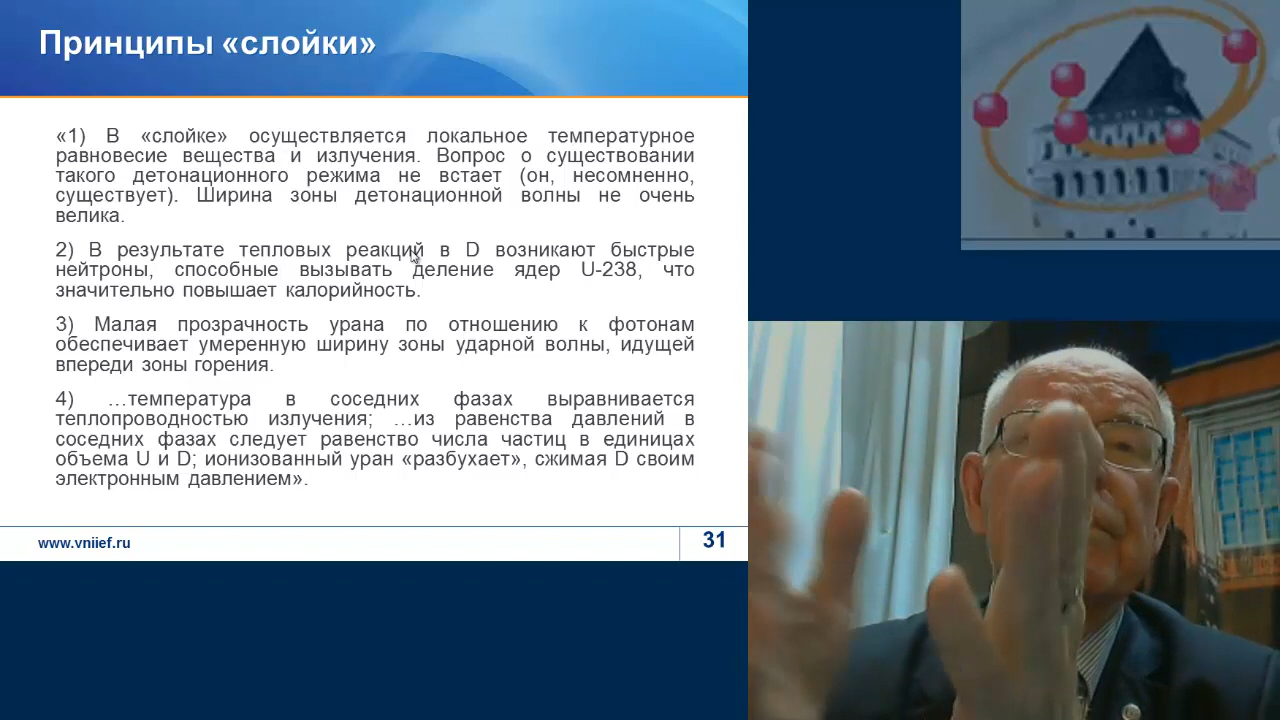 Принципы «слойки»
«1) В «слойке» осуществляется локальное температурное
равновесие вещества и излучения. Вопрос о существовании
такого детонационного режима не встает (он, несомненно,
существует). Ширина зоны детонационной волны не очень
велика.
2) В результате тепловых реакций в D возникают быстрые
нейтроны, способные вызывать деление ядер U-238, что
значительно повышает калорийность.
3) Малая прозрачность урана по отношению к фотонам
обеспечивает умеренную ширину зоны ударной волны, идущей
впереди зоны горения.
4) …температура в соседних фазах выравнивается
теплопроводностью излучения; …из равенства давлений в
соседних фазах следует равенство числа частиц в единицах
объема U и D; ионизованный уран «разбухает», сжимая D своим
электронным давлением».
www.vniief.ru
31